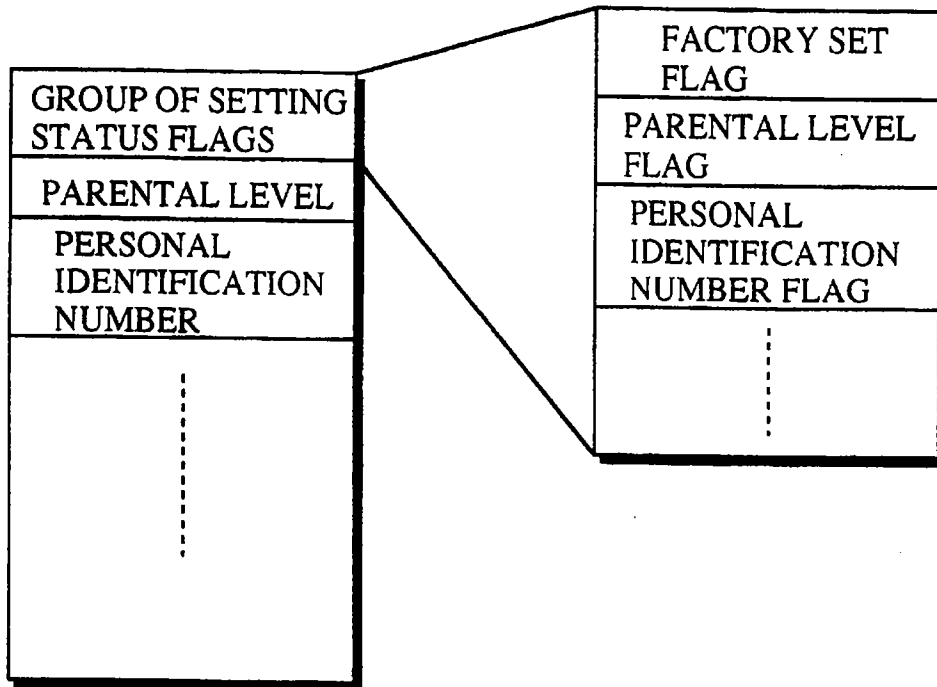 GROUP OF SETTING
STATUS FLAGS
PARENTAL LEVEL
PERSONAL
IDENTIFICATION
NUMBER
FACTORY SET
FLAG
PARENTAL LEVEL
FLAG
PERSONAL
IDENTIFICATION
NUMBER FLAG